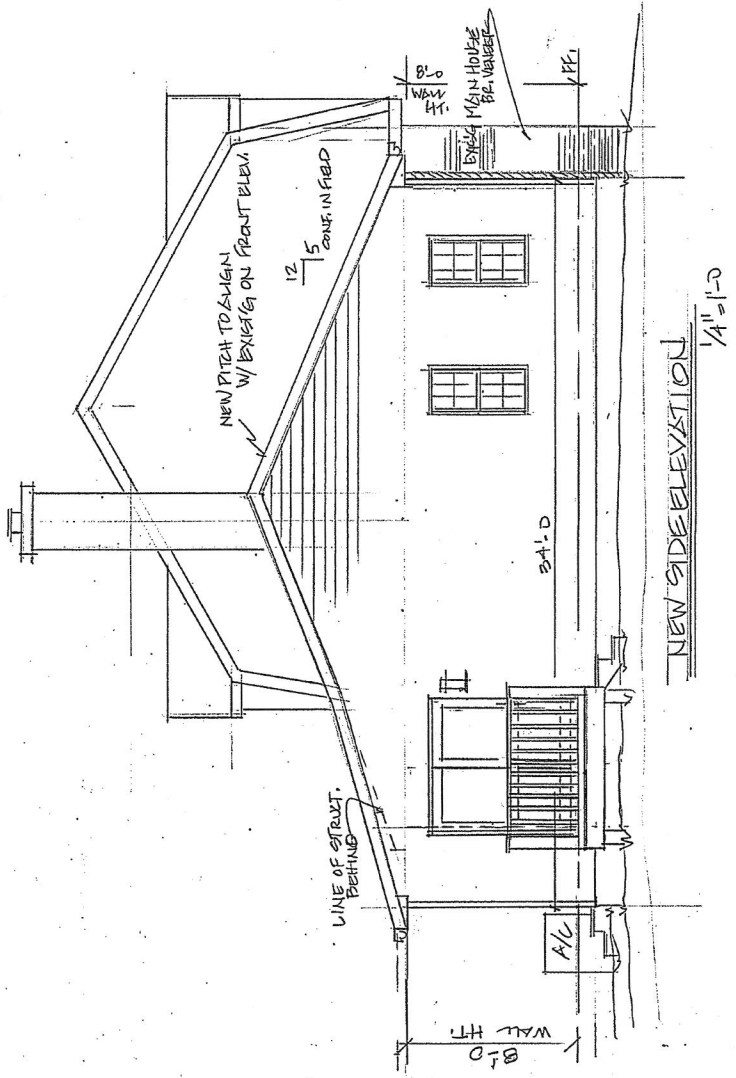 LINE OF STRUCT.
BEHIND
NEW PITCH TO ALIGN
W/ EXIST'G ON FRONT ELEV.
12
5
CONF. IN FIELD
8'-0
WALL
HT.
EXIS'G MAIN HOUSE
BR. VENEER
FF.
8'-0
WALL HT.
A/C
34'-0
NEW SIDE ELEVATION
1/4"=1'-0